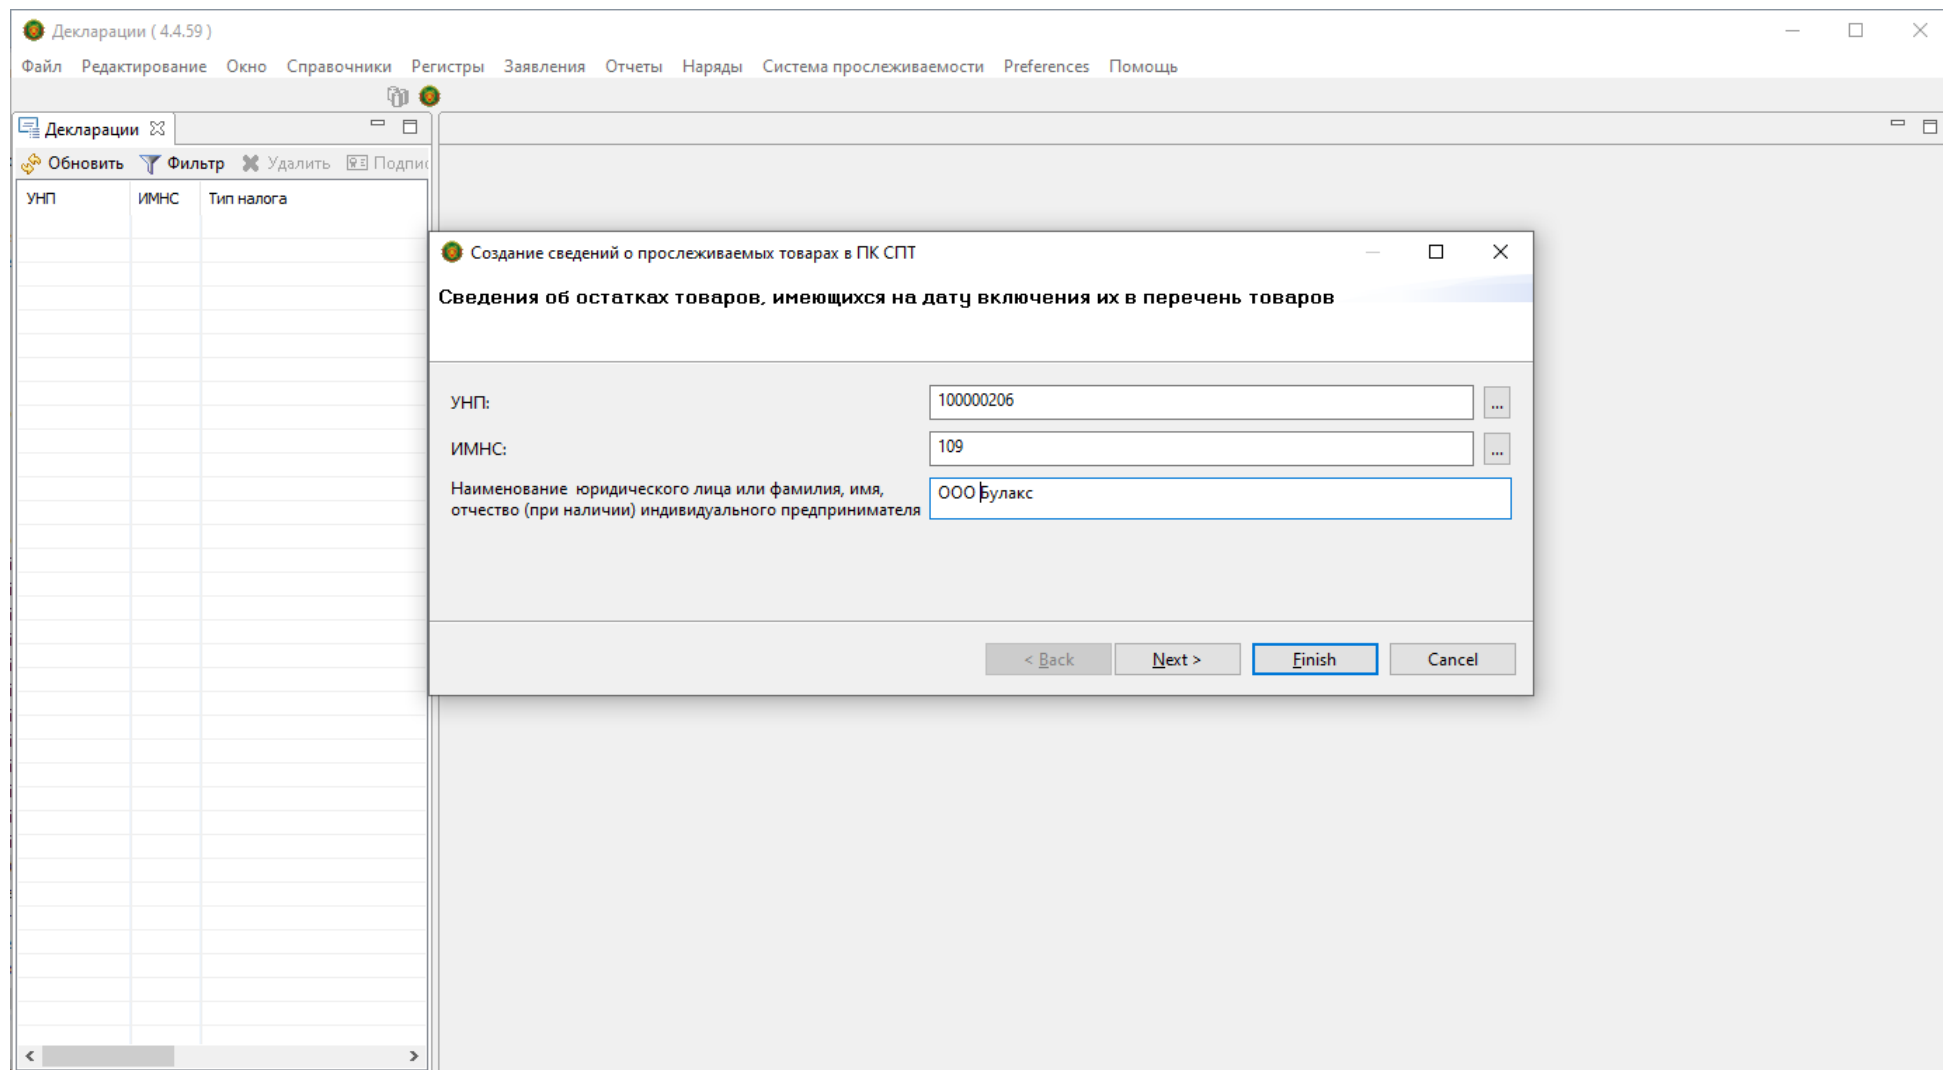 Декларации ( 4.4.59 )
Файл Редактирование Окно Справочники Регистры Заявления Отчеты Наряды Система прослеживаемости Preferences Помощь
Декларации
Обновить Фильтр Удалить
УНП ИМНС Тип налога
Создание сведений о прослеживаемых товарах в ПК СПТ
Сведения об остатках товаров, имеющихся на дату включения их в перечень товаров
УНП: 100000206 ...
ИМНС: 109 ...
Наименование юридического лица или фамилия, имя,
отчество (при наличии) индивидуального предпринимателя
ООО Булакс
< Back Next > Finish Cancel